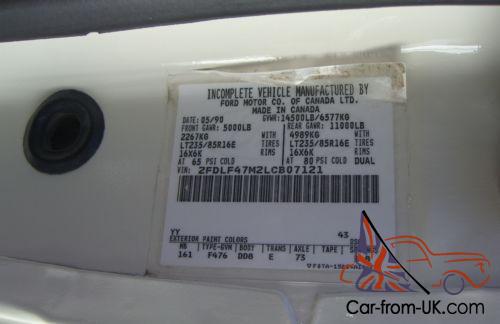 INCOMPLETE VEHICLE MANUFACTURED BY
FORD MOTOR CO. OF CANADA LTD.
MADE IN CANADA
DATE: 05/90 GVWR: 14500LB/6577KG
FRONT GAWR: 5000LB REAR GAWR: 11000LB
2267KG WITH 4989KG WITH
LT235/85R16E TIRES LT235/85R16E TIRES
16X6K RIMS 16X6K RIMS
AT 65 PSI COLD AT 80 PSI COLD DUAL
VIN: 2FDLF47M2LCB07121
YY 43
EXTERIOR PAINT COLORS DSO
WB TYPE-GVW BODY TRANS AXLE TAPE
161 F476 DD8 E 73
Car-from-UK.com